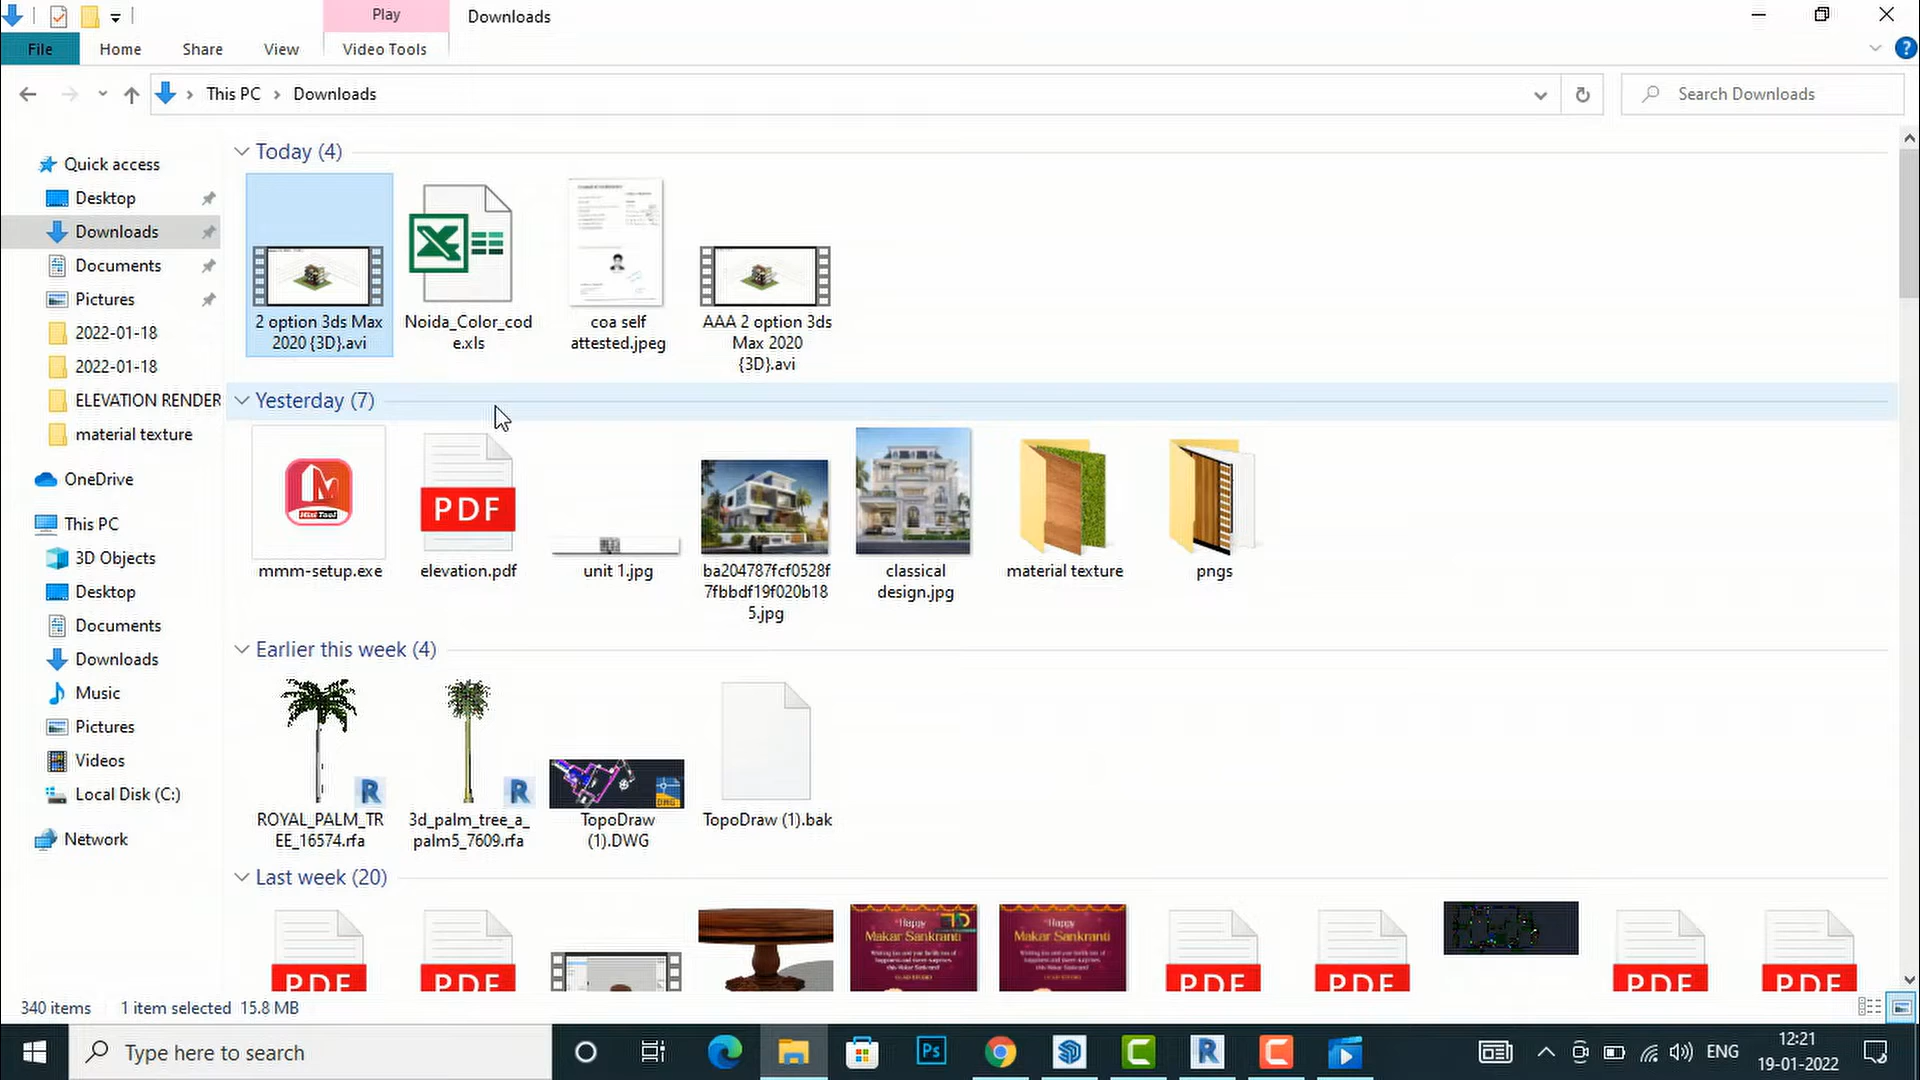 Play
Downloads
File
Home
Share
View
Video Tools
This PC
Downloads
Search Downloads
Quick access
Desktop
Downloads
Documents
Pictures
2022-01-18
2022-01-18
ELEVATION RENDER
material texture
OneDrive
This PC
3D Objects
Desktop
Documents
Downloads
Music
Pictures
Videos
Local Disk (C:)
Network
Today (4)
2 option 3ds Max
2020 {3D}.avi
Noida_Color_cod
e.xls
coa self
attested.jpeg
AAA 2 option 3ds
Max 2020
{3D}.avi
Yesterday (7)
Mini Tool
mmm-setup.exe
PDF
elevation.pdf
unit 1.jpg
ba204787fcf0528f
7fbbdf19f020b18
5.jpg
classical
design.jpg
material texture
pngs
Earlier this week (4)
R
ROYAL_PALM_TR
EE_16574.rfa
R
3d_palm_tree_a_
palm5_7609.rfa
DWG
TopoDraw
(1).DWG
TopoDraw (1).bak
Last week (20)
PDF
PDF
Happy
Makar Sankranti
Happy
Makar Sankranti
PDF
PDF
PDF
PDF
340 items
1 item selected 15.8 MB
Type here to search
Ps
R
ENG
12:21
19-01-2022